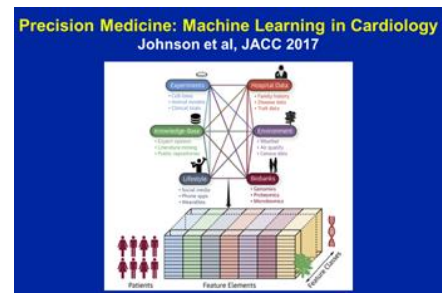 Precision Medicine: Machine Learning in Cardiology
Johnson et al, JACC 2017
Experiments
• Cell lines
• Animal models
• Clinical trials
Hospital Data
• Family history
• Disease data
• Trait data
Knowledge Base
• Expert system
• Literature mining
• Public repositories
Environment
• Weather
• Air quality
• Census data
Lifestyle
• Social media
• Phone apps
• Wearables
Biobanks
• Genomics
• Proteomics
• Microbiomics
Patients
Feature Elements
Feature Classes